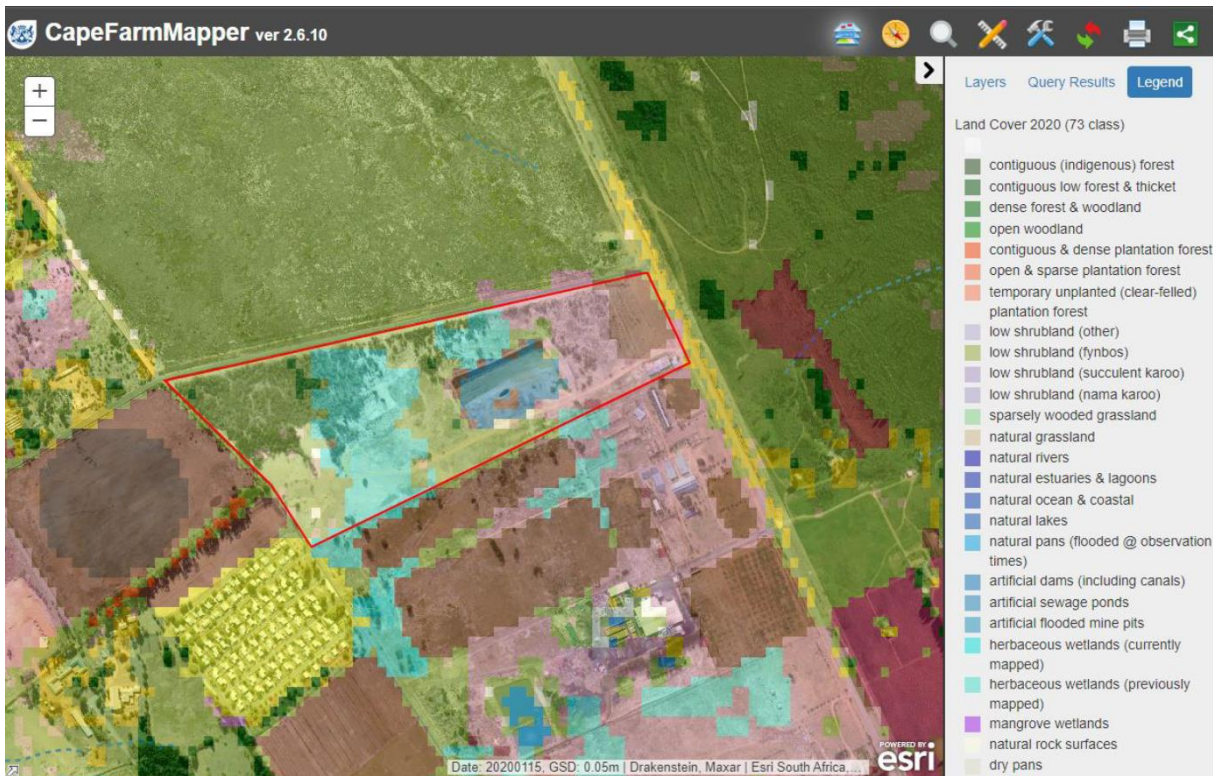 CapeFarmMapper ver 2.6.10
+
−
Layers Query Results Legend
Land Cover 2020 (73 class)
contiguous (indigenous) forest
contiguous low forest & thicket
dense forest & woodland
open woodland
contiguous & dense plantation forest
open & sparse plantation forest
temporary unplanted (clear-felled)
plantation forest
low shrubland (other)
low shrubland (fynbos)
low shrubland (succulent karoo)
low shrubland (nama karoo)
sparsely wooded grassland
natural grassland
natural rivers
natural estuaries & lagoons
natural ocean & coastal
natural lakes
natural pans (flooded @ observation
times)
artificial dams (including canals)
artificial sewage ponds
artificial flooded mine pits
herbaceous wetlands (currently
mapped)
herbaceous wetlands (previously
mapped)
mangrove wetlands
natural rock surfaces
dry pans
POWERED BY
esri
Date: 20200115, GSD: 0.05m | Drakenstein, Maxar | Esri South Africa,...